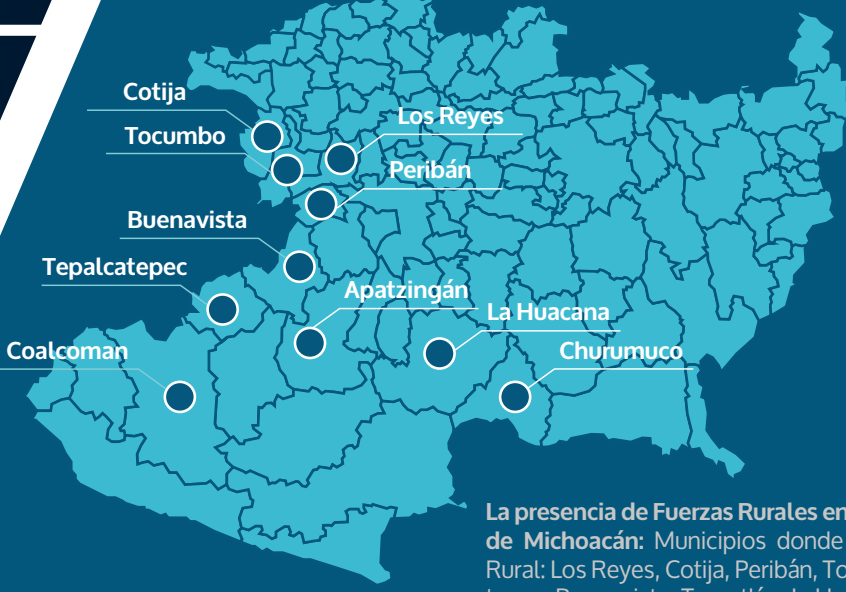 Cotija
Los Reyes
Tocumbo
Peribán
Buenavista
Tepalcatepec
Apatzingán
La Huacana
Coalcoman
Churumuco
La presencia de Fuerzas Rurales en
de Michoacán: Municipios donde
Rural: Los Reyes, Cotija, Peribán, To